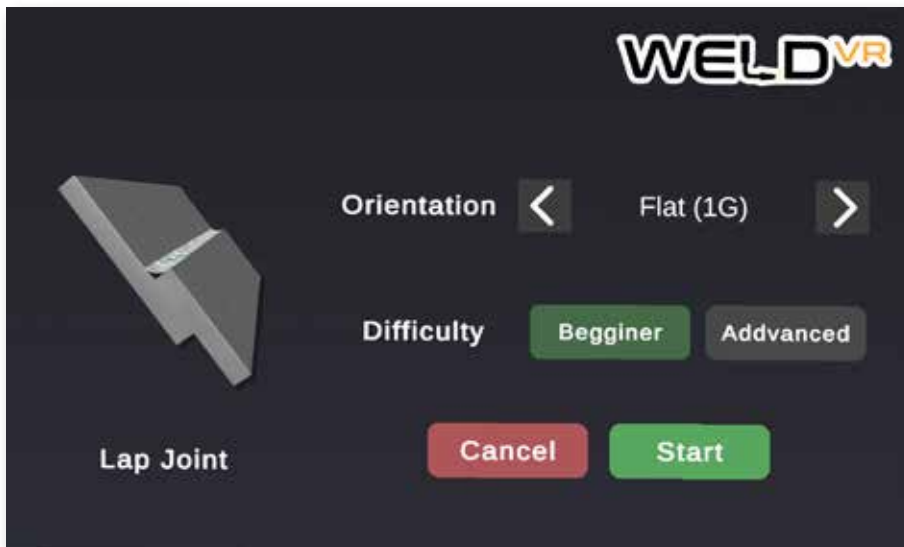 WELDVR
Orientation
Flat (1G)
Difficulty
Begginer
Addvanced
Cancel
Start
Lap Joint